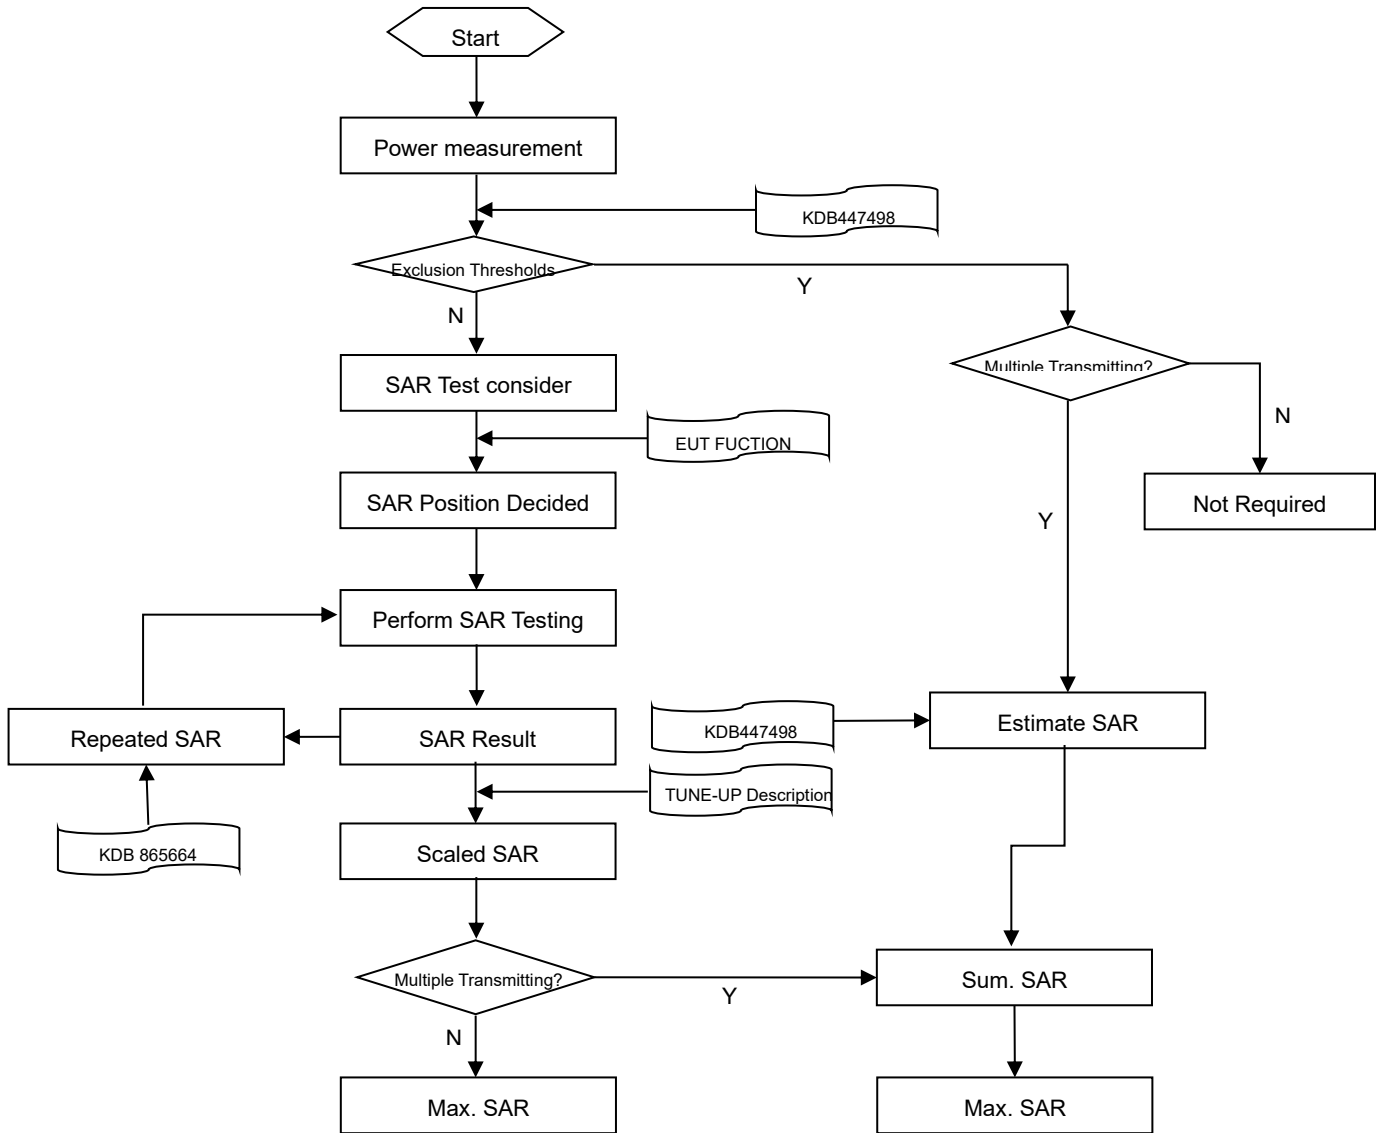 Start
Power measurement
KDB447498
Exclusion Thresholds
Y
N
Multiple Transmitting?
SAR Test consider
N
EUT FUCTION
SAR Position Decided
Not Required
Y
Perform SAR Testing
Repeated SAR
SAR Result
KDB447498
Estimate SAR
TUNE-UP Description
KDB 865664
Scaled SAR
Multiple Transmitting?
Y
Sum. SAR
N
Max. SAR
Max. SAR